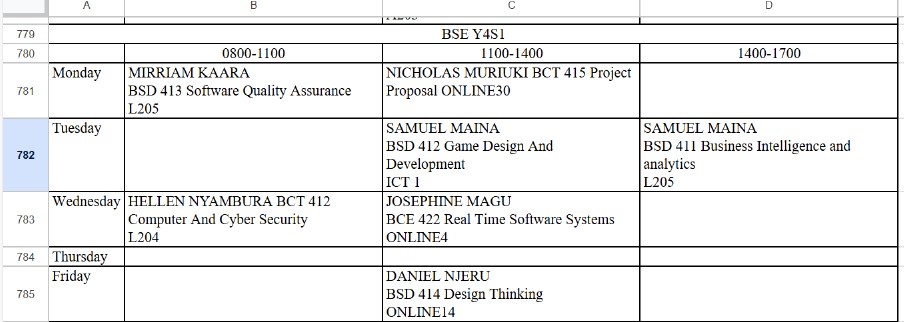 A B C D
779 BSE Y4S1
780 0800-1100 1100-1400 1400-1700
781 Monday
MIRRIAM KAARA
BSD 413 Software Quality Assurance
L205
NICHOLAS MURIUKI BCT 415 Project
Proposal ONLINE30
782 Tuesday
SAMUEL MAINA
BSD 412 Game Design And
Development
ICT 1
SAMUEL MAINA
BSD 411 Business Intelligence and
analytics
L205
783 Wednesday
HELLEN NYAMBURA BCT 412
Computer And Cyber Security
L204
JOSEPHINE MAGU
BCE 422 Real Time Software Systems
ONLINE4
784 Thursday
785 Friday
DANIEL NJERU
BSD 414 Design Thinking
ONLINE14